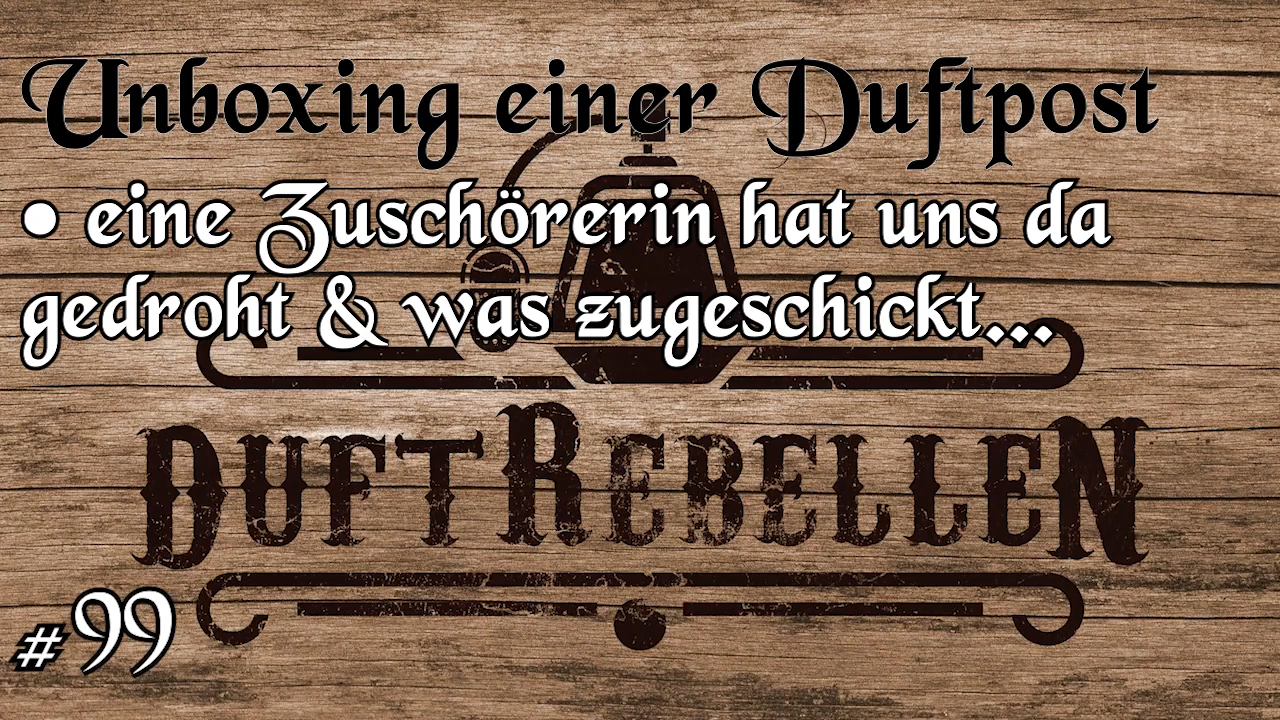 Unboxing einer Duftpost
• eine Zuschörerin hat uns da
gedroht & was zugeschickt...
DUFTREBELLEN
#99